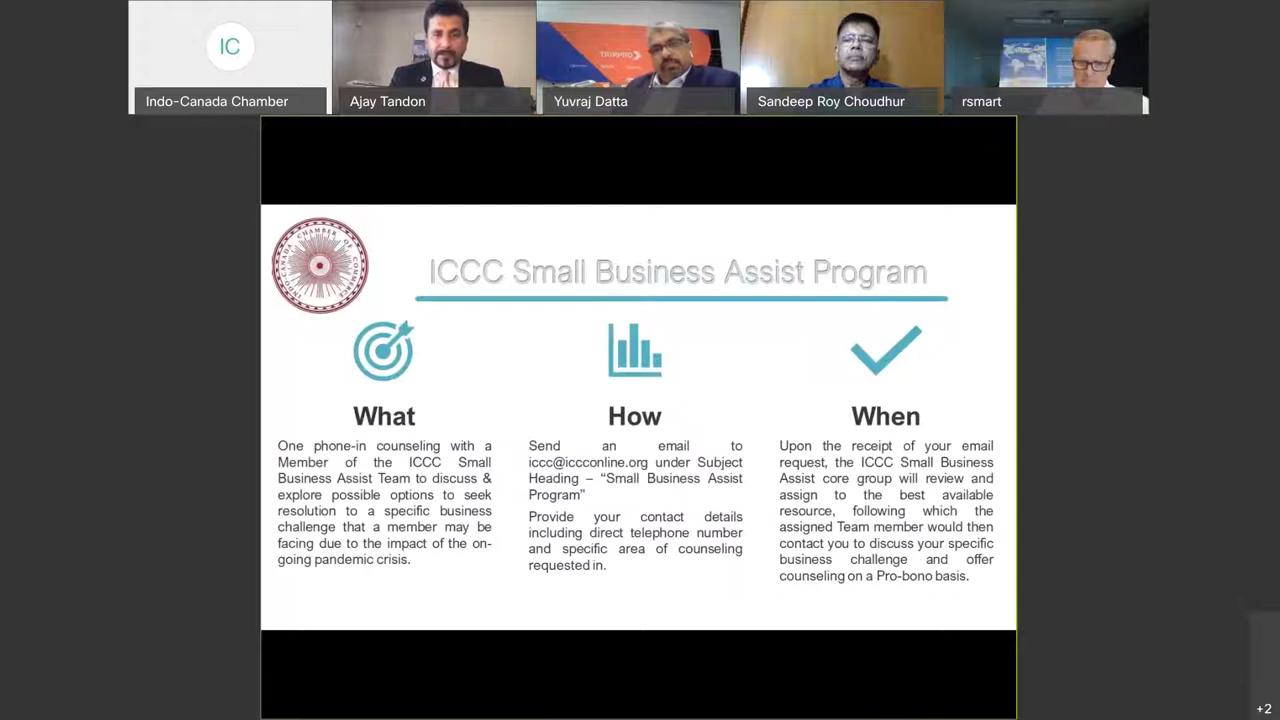 IC
Indo-Canada Chamber
Ajay Tandon
Yuvraj Datta
Sandeep Roy Choudhur
rsmart
INDO CANADA CHAMBER OF COMMERCE
ICCC Small Business Assist Program
What
One phone-in counseling with a
Member of the ICCC Small
Business Assist Team to discuss &
explore possible options to seek
resolution to a specific business
challenge that a member may be
facing due to the impact of the on-
going pandemic crisis.
How
Send an email to
iccc@iccconline.org under Subject
Heading – “Small Business Assist
Program”
Provide your contact details
including direct telephone number
and specific area of counseling
requested in.
When
Upon the receipt of your email
request, the ICCC Small Business
Assist core group will review and
assign to the best available
resource, following which the
assigned Team member would then
contact you to discuss your specific
business challenge and offer
counseling on a Pro-bono basis.
+2